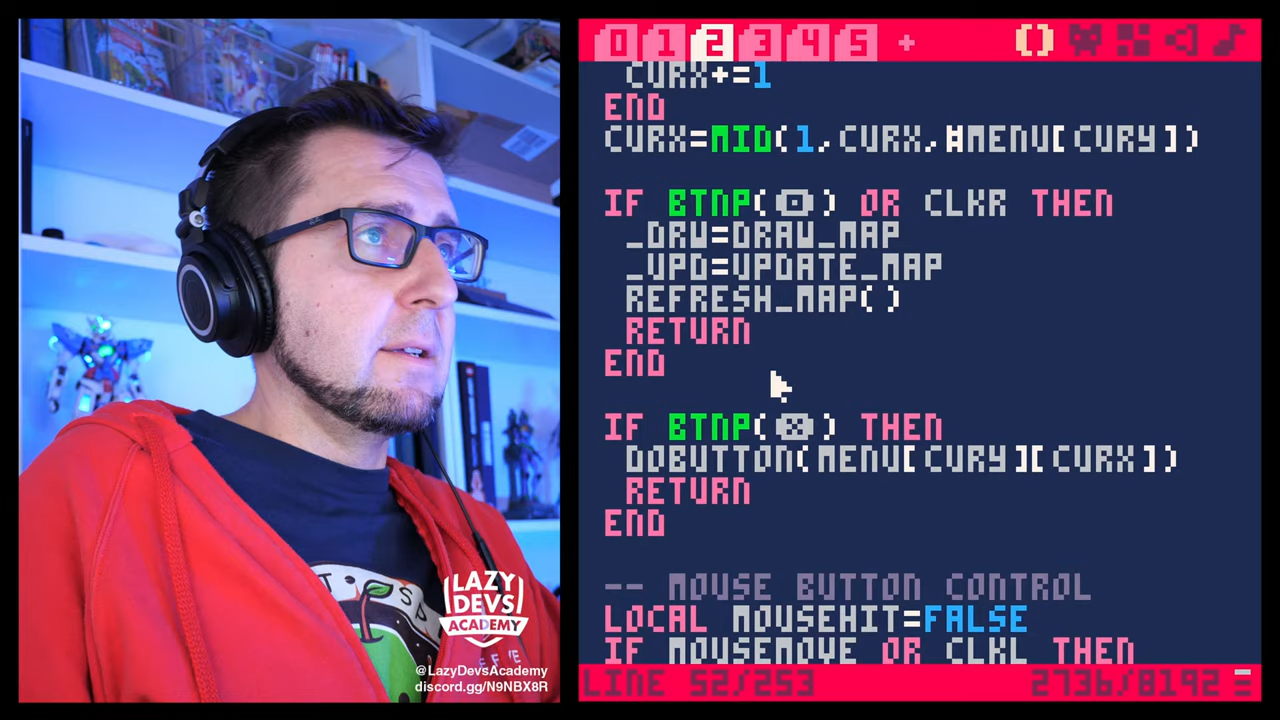 0 1 2 3 4 5 +
CURX+=1
END
CURX=MID(1,CURX,#MENU[CURY])
IF BTNP(🅾️) OR CLKR THEN
_DRW=DRAW_MAP
_UPD=UPDATE_MAP
REFRESH_MAP()
RETURN
END
IF BTNP(❎) THEN
DOBUTTON(MENU[CURY][CURX])
RETURN
END
-- MOUSE BUTTON CONTROL
LOCAL MOUSEHIT=FALSE
IF MOUSEMOVE OR CLKL THEN
LINE 52/253
2736/8192
LAZY
DEVS
ACADEMY
@LazyDevsAcademy
discord.gg/N9NBX8R